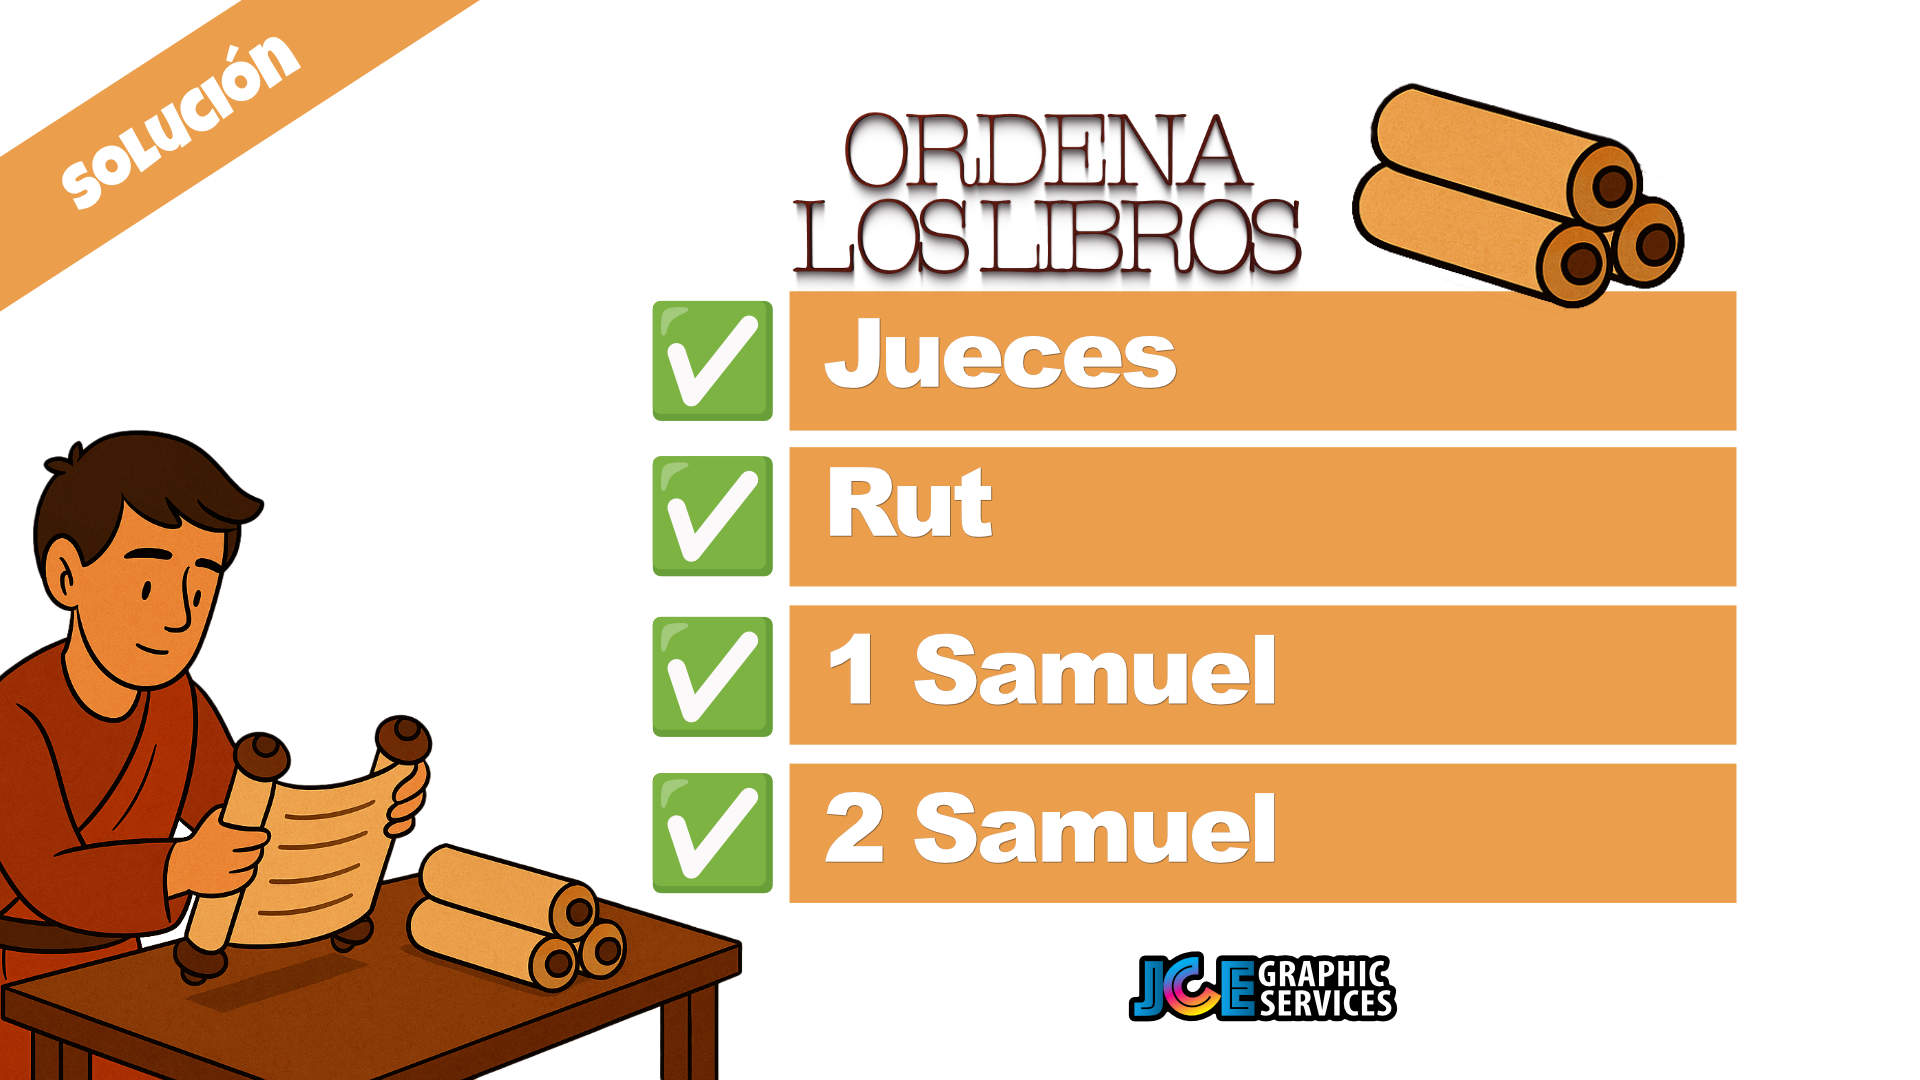 SOLUCIÓN
ORDENA
LOS LIBROS
Jueces
Rut
1 Samuel
2 Samuel
JCE GRAPHIC
SERVICES